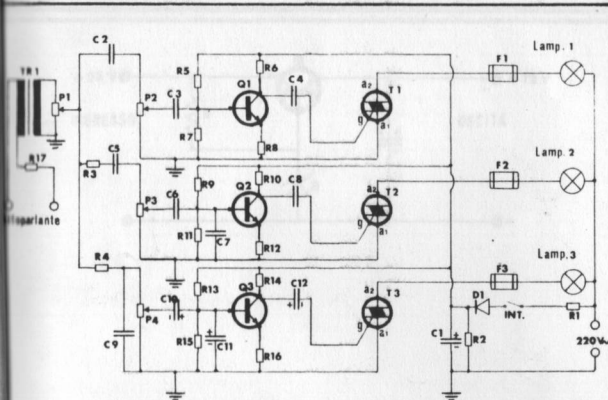 Lamp. 1
F1
C2
TR1
P1
R5
R6
Q1
C4
a2
T1
P2
C3
g
a1
R7
R8
R17
R3
C5
Lamp. 2
F2
R9
R10
Q2
C8
a2
T2
P3
C6
g
a1
R11
C7
R12
ltoparlante
R4
Lamp. 3
F3
R13
R14
Q3
C12
a2
T3
D1
INT.
R1
P4
C10
g
a1
C1
R2
220V~
C9
R15
C11
R16